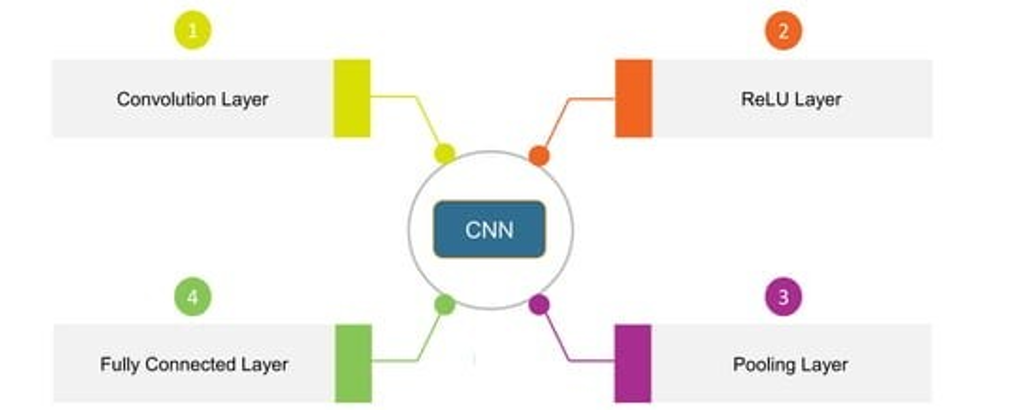 1
Convolution Layer
2
ReLU Layer
CNN
4
Fully Connected Layer
3
Pooling Layer